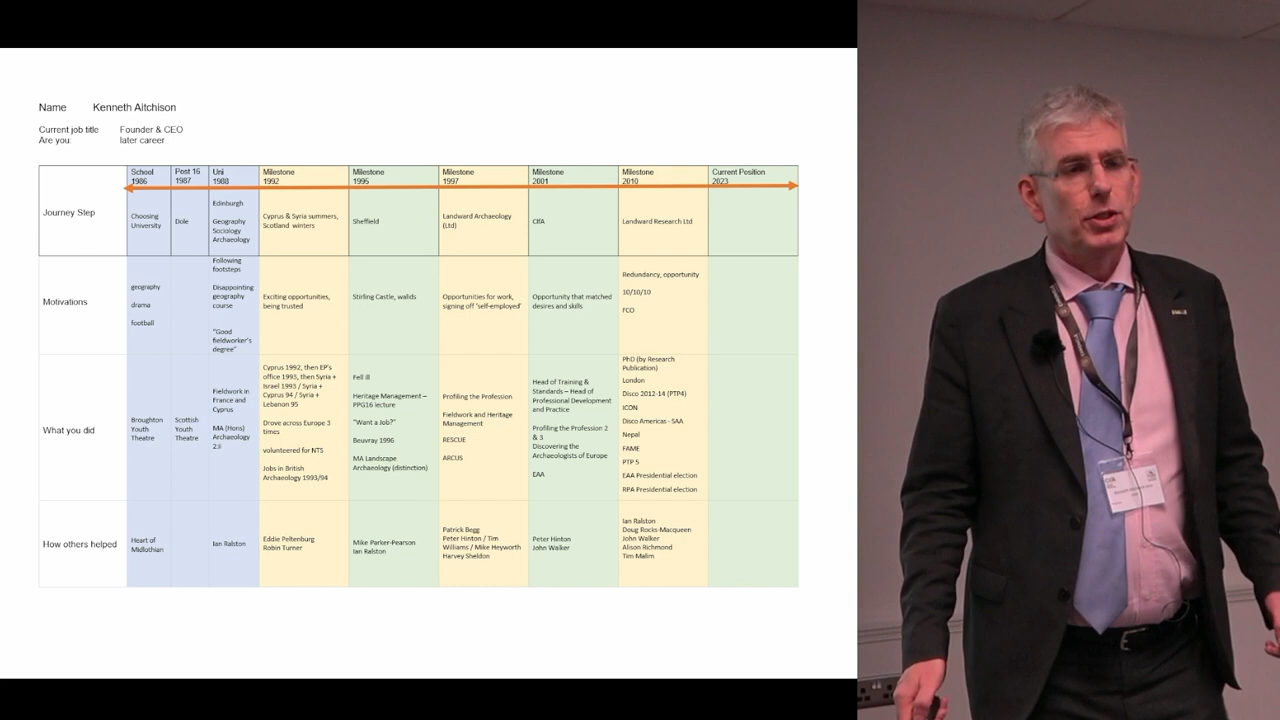 Name Kenneth Aitchison
Current job title Founder & CEO
Are you: later career
School
1986
Post 16
1987
Uni
1988
Milestone
1992
Milestone
1995
Milestone
1997
Milestone
2001
Milestone
2010
Current Position
2023
Journey Step
Choosing
University
Dole
Edinburgh
Geography
Sociology
Archaeology
Cyprus & Syria summers,
Scotland winters
Sheffield
Landward Archaeology
(Ltd)
CIfA
Landward Research Ltd
Motivations
geography
drama
football
Following
footsteps
Disappointing
geography
course
"Good
fieldworker's
degree"
Exciting opportunities,
being trusted
Stirling Castle, walids
Opportunities for work,
signing off 'self-employed'
Opportunity that matched
desires and skills
Redundancy, opportunity
10/10/10
FCO
What you did
Broughton
Youth
Theatre
Scottish
Youth
Theatre
Fieldwork in
France and
Cyprus
MA (Hons)
Archaeology
2:ii
Cyprus 1992, then EP's
office 1993, then Syria +
Israel 1993 / Syria +
Cyprus 94 / Syria +
Lebanon 95
Drove across Europe 3
times
volunteered for NTS
Jobs in British
Archaeology 1993/94
Fell ill
Heritage Management –
PPG16 lecture
"Want a Job?"
Beuvray 1996
MA Landscape
Archaeology (distinction)
Profiling the Profession
Fieldwork and Heritage
Management
RESCUE
ARCUS
Head of Training &
Standards – Head of
Professional Development
and Practice
Profiling the Profession 2
& 3
Discovering the
Archaeologists of Europe
EAA
PhD (by Research
Publication)
London
Disco 2012-14 (PTP4)
ICON
Disco Americas - SAA
Nepal
FAME
PTP 5
EAA Presidential election
RPA Presidential election
How others helped
Heart of
Midlothian
Ian Ralston
Eddie Peltenburg
Robin Turner
Mike Parker-Pearson
Ian Ralston
Patrick Begg
Peter Hinton / Tim
Williams / Mike Heyworth
Harvey Sheldon
Peter Hinton
John Walker
Ian Ralston
Doug Rocks-Macqueen
John Walker
Alison Richmond
Tim Malim